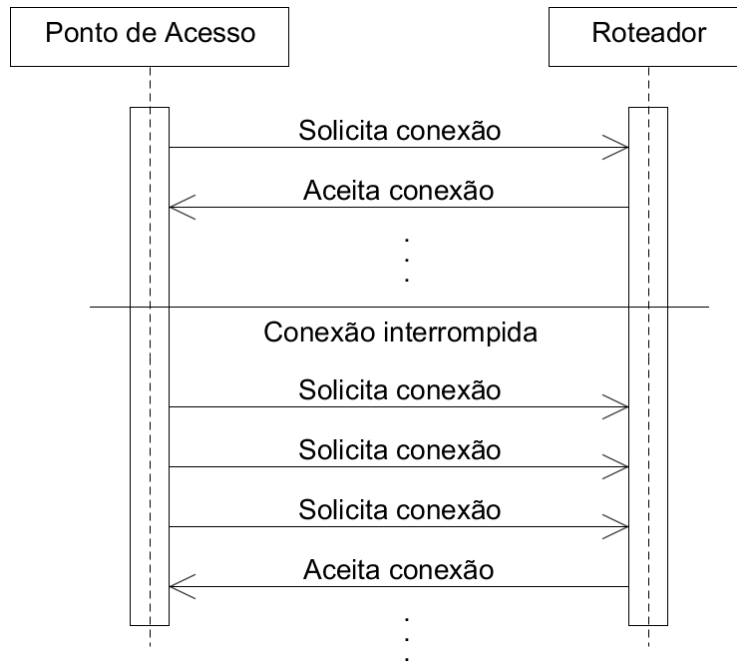 Ponto de Acesso
Roteador
Solicita conexão
Aceita conexão
.
.
.
Conexão interrompida
Solicita conexão
Solicita conexão
Solicita conexão
Aceita conexão
.
.
.